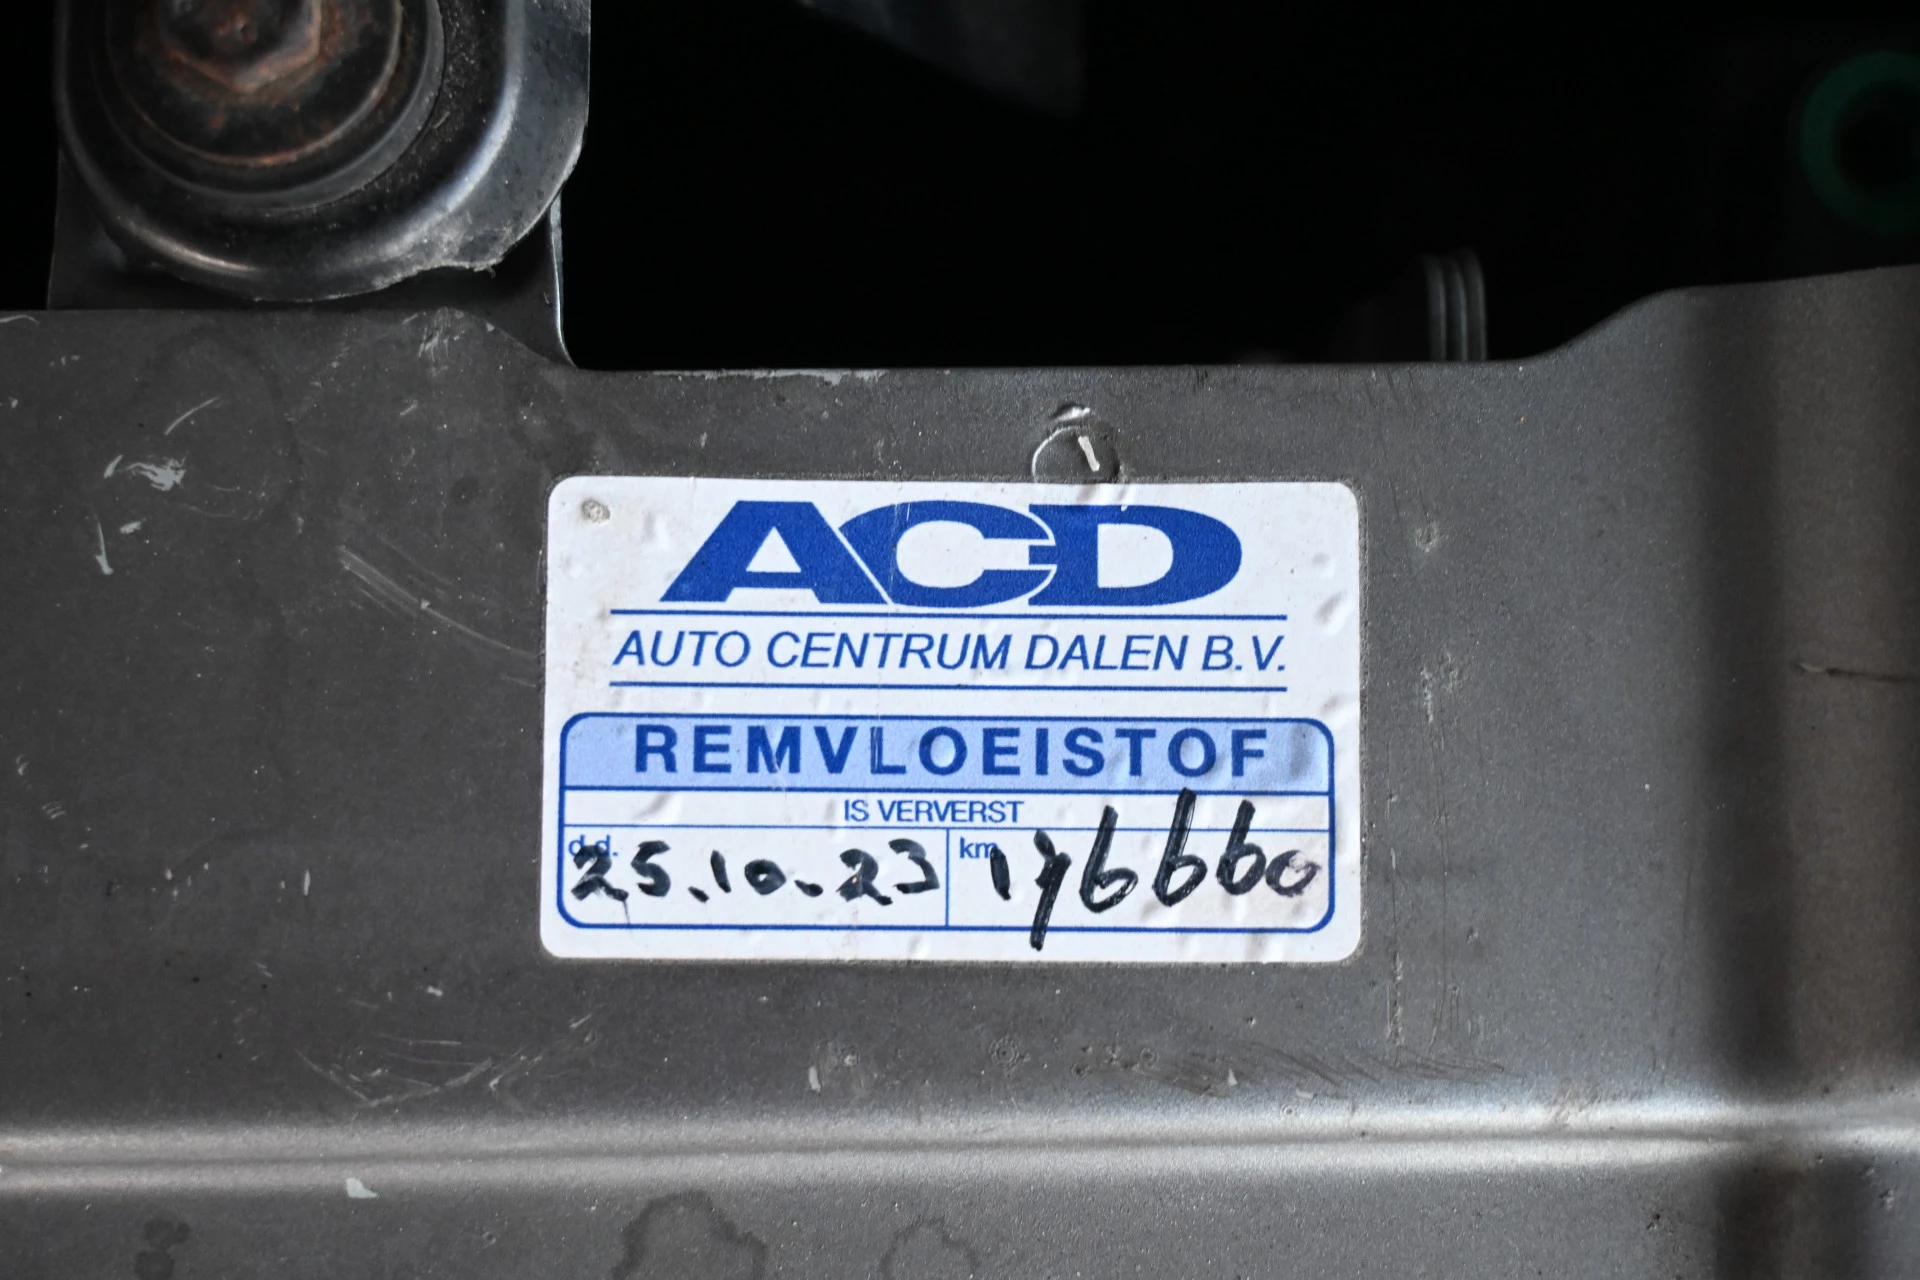 ACD
AUTO CENTRUM DALEN B.V.
REMVLOEISTOF
IS VERVERST
d.d. 25.10.23 km 176660